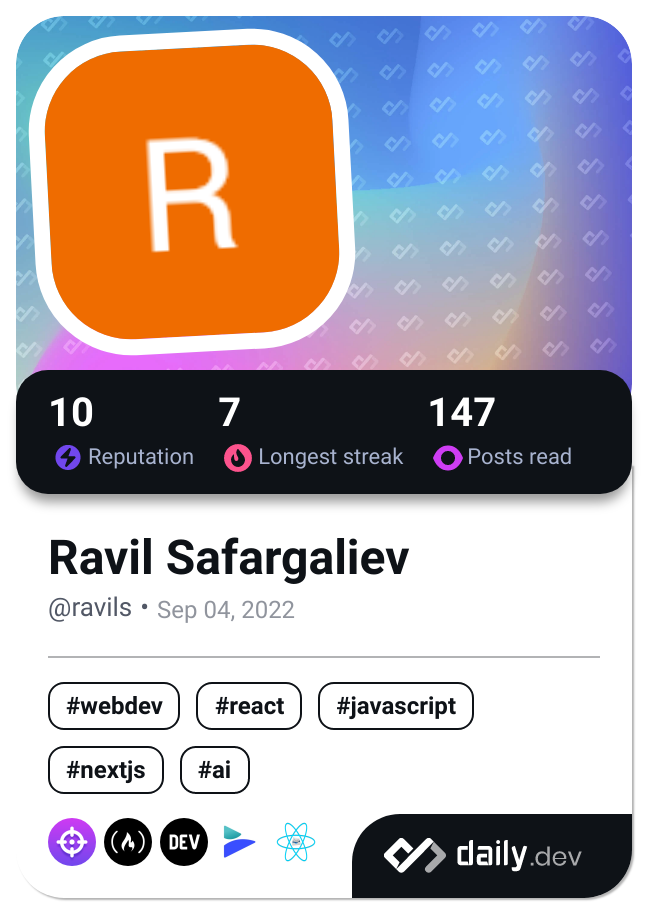 R
10 7 147
Reputation Longest streak Posts read
Ravil Safargaliev
@ravils • Sep 04, 2022
#webdev #react #javascript
#nextjs #ai
DEV
daily.dev